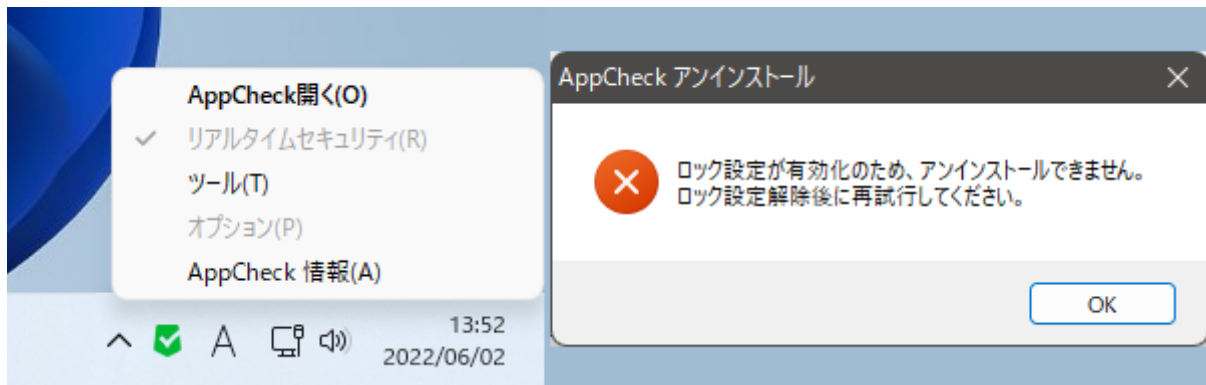 AppCheck開く(O)
リアルタイムセキュリティ(R)
ツール(T)
オプション(P)
AppCheck 情報(A)
A
13:52
2022/06/02
AppCheck アンインストール
ロック設定が有効化のため、アンインストールできません。
ロック設定解除後に再試行してください。
OK